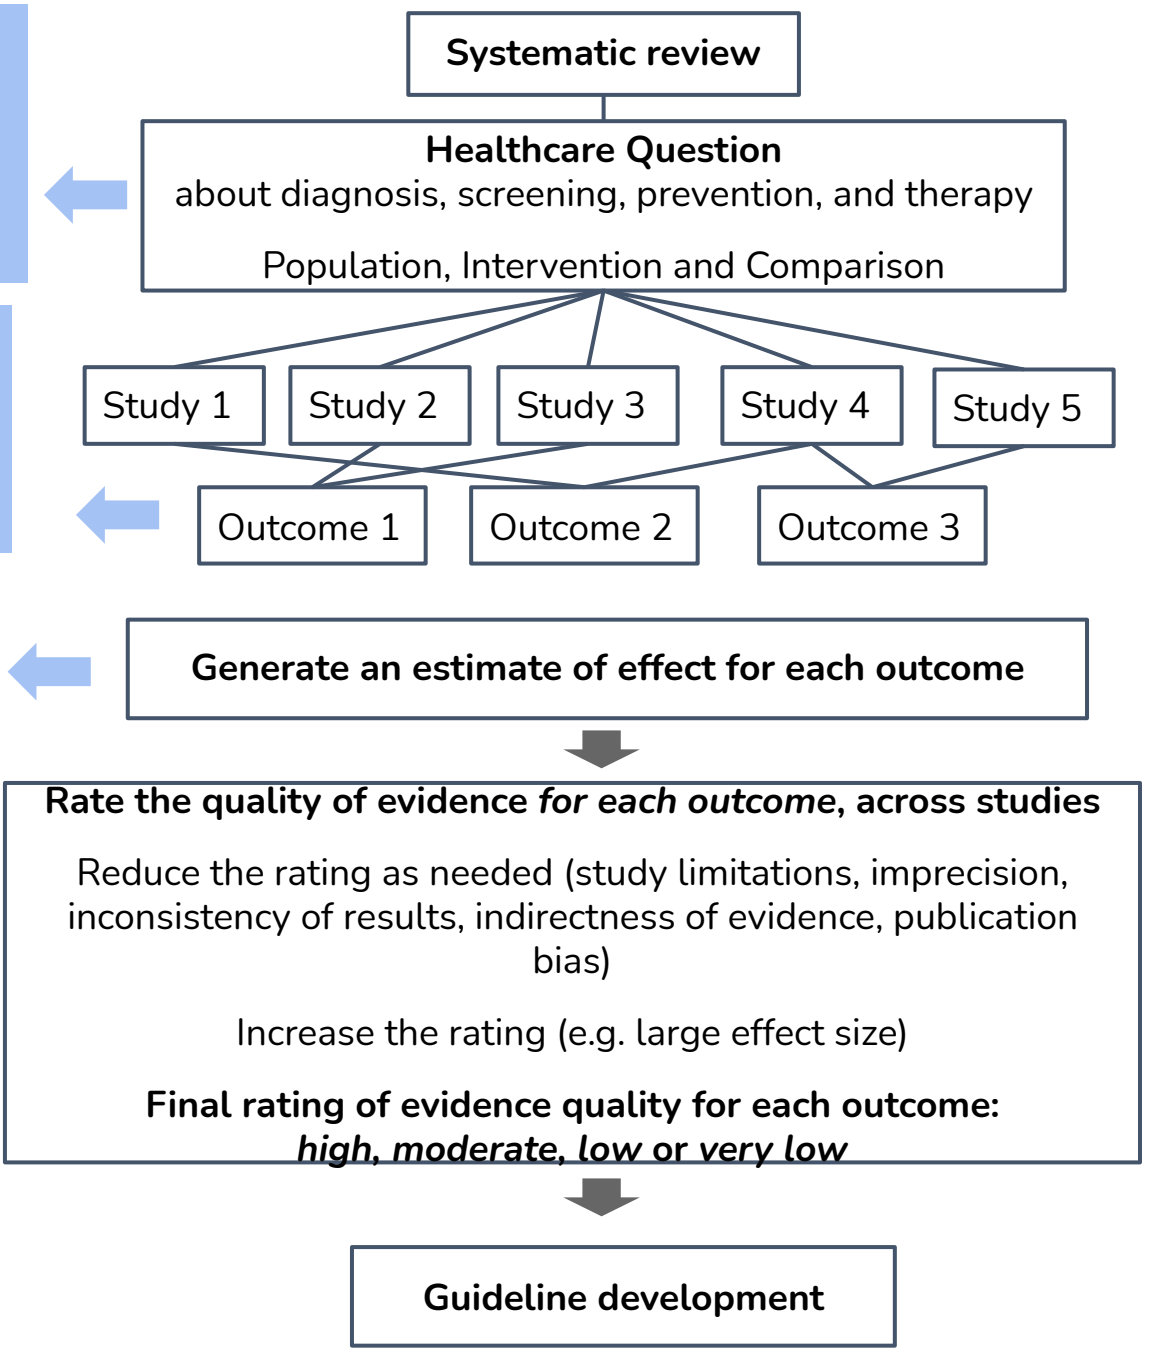 Systematic review
Healthcare Question
about diagnosis, screening, prevention, and therapy
Population, Intervention and Comparison
Study 1
Study 2
Study 3
Study 4
Study 5
Outcome 1
Outcome 2
Outcome 3
Generate an estimate of effect for each outcome
Rate the quality of evidence for each outcome, across studies
Reduce the rating as needed (study limitations, imprecision,
inconsistency of results, indirectness of evidence, publication
bias)
Increase the rating (e.g. large effect size)
Final rating of evidence quality for each outcome:
high, moderate, low or very low
Guideline development